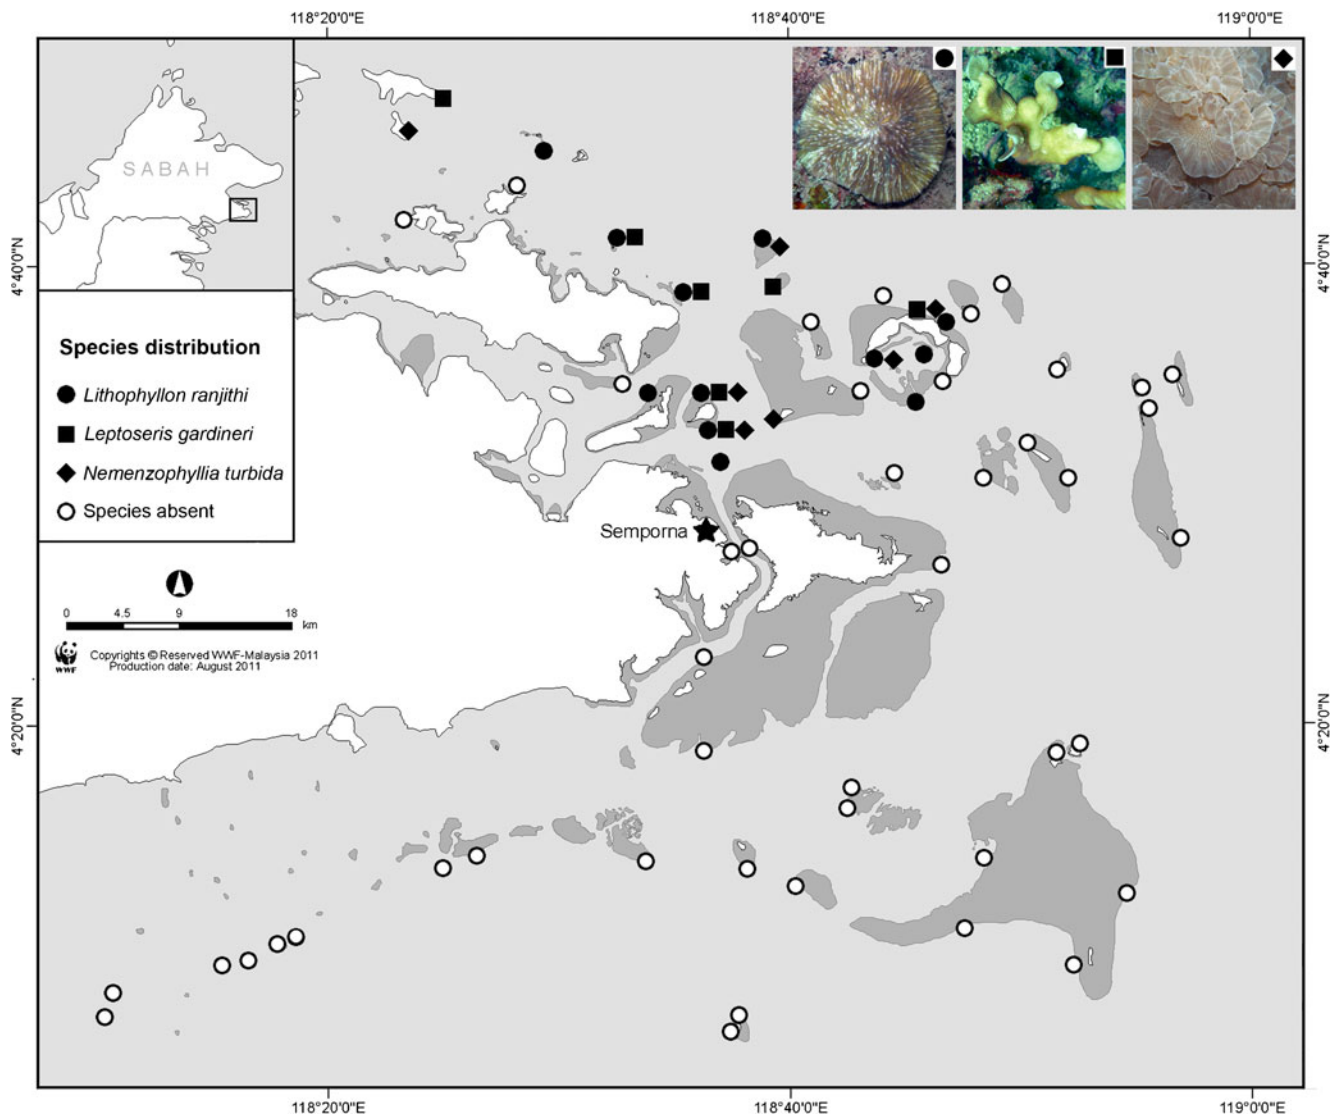 118°20'0"E
118°40'0"E
119°0'0"E
SABAH
4°40'0"N
4°40'0"N
Species distribution
Lithophyllon ranjithi
Leptoseris gardineri
Nemenzophyllia turbida
Species absent
Semporna
0 4.5 9 18
km
WWF
Copyrights © Reserved WWF-Malaysia 2011
Production date: August 2011
4°20'0"N
4°20'0"N
118°20'0"E
118°40'0"E
119°0'0"E